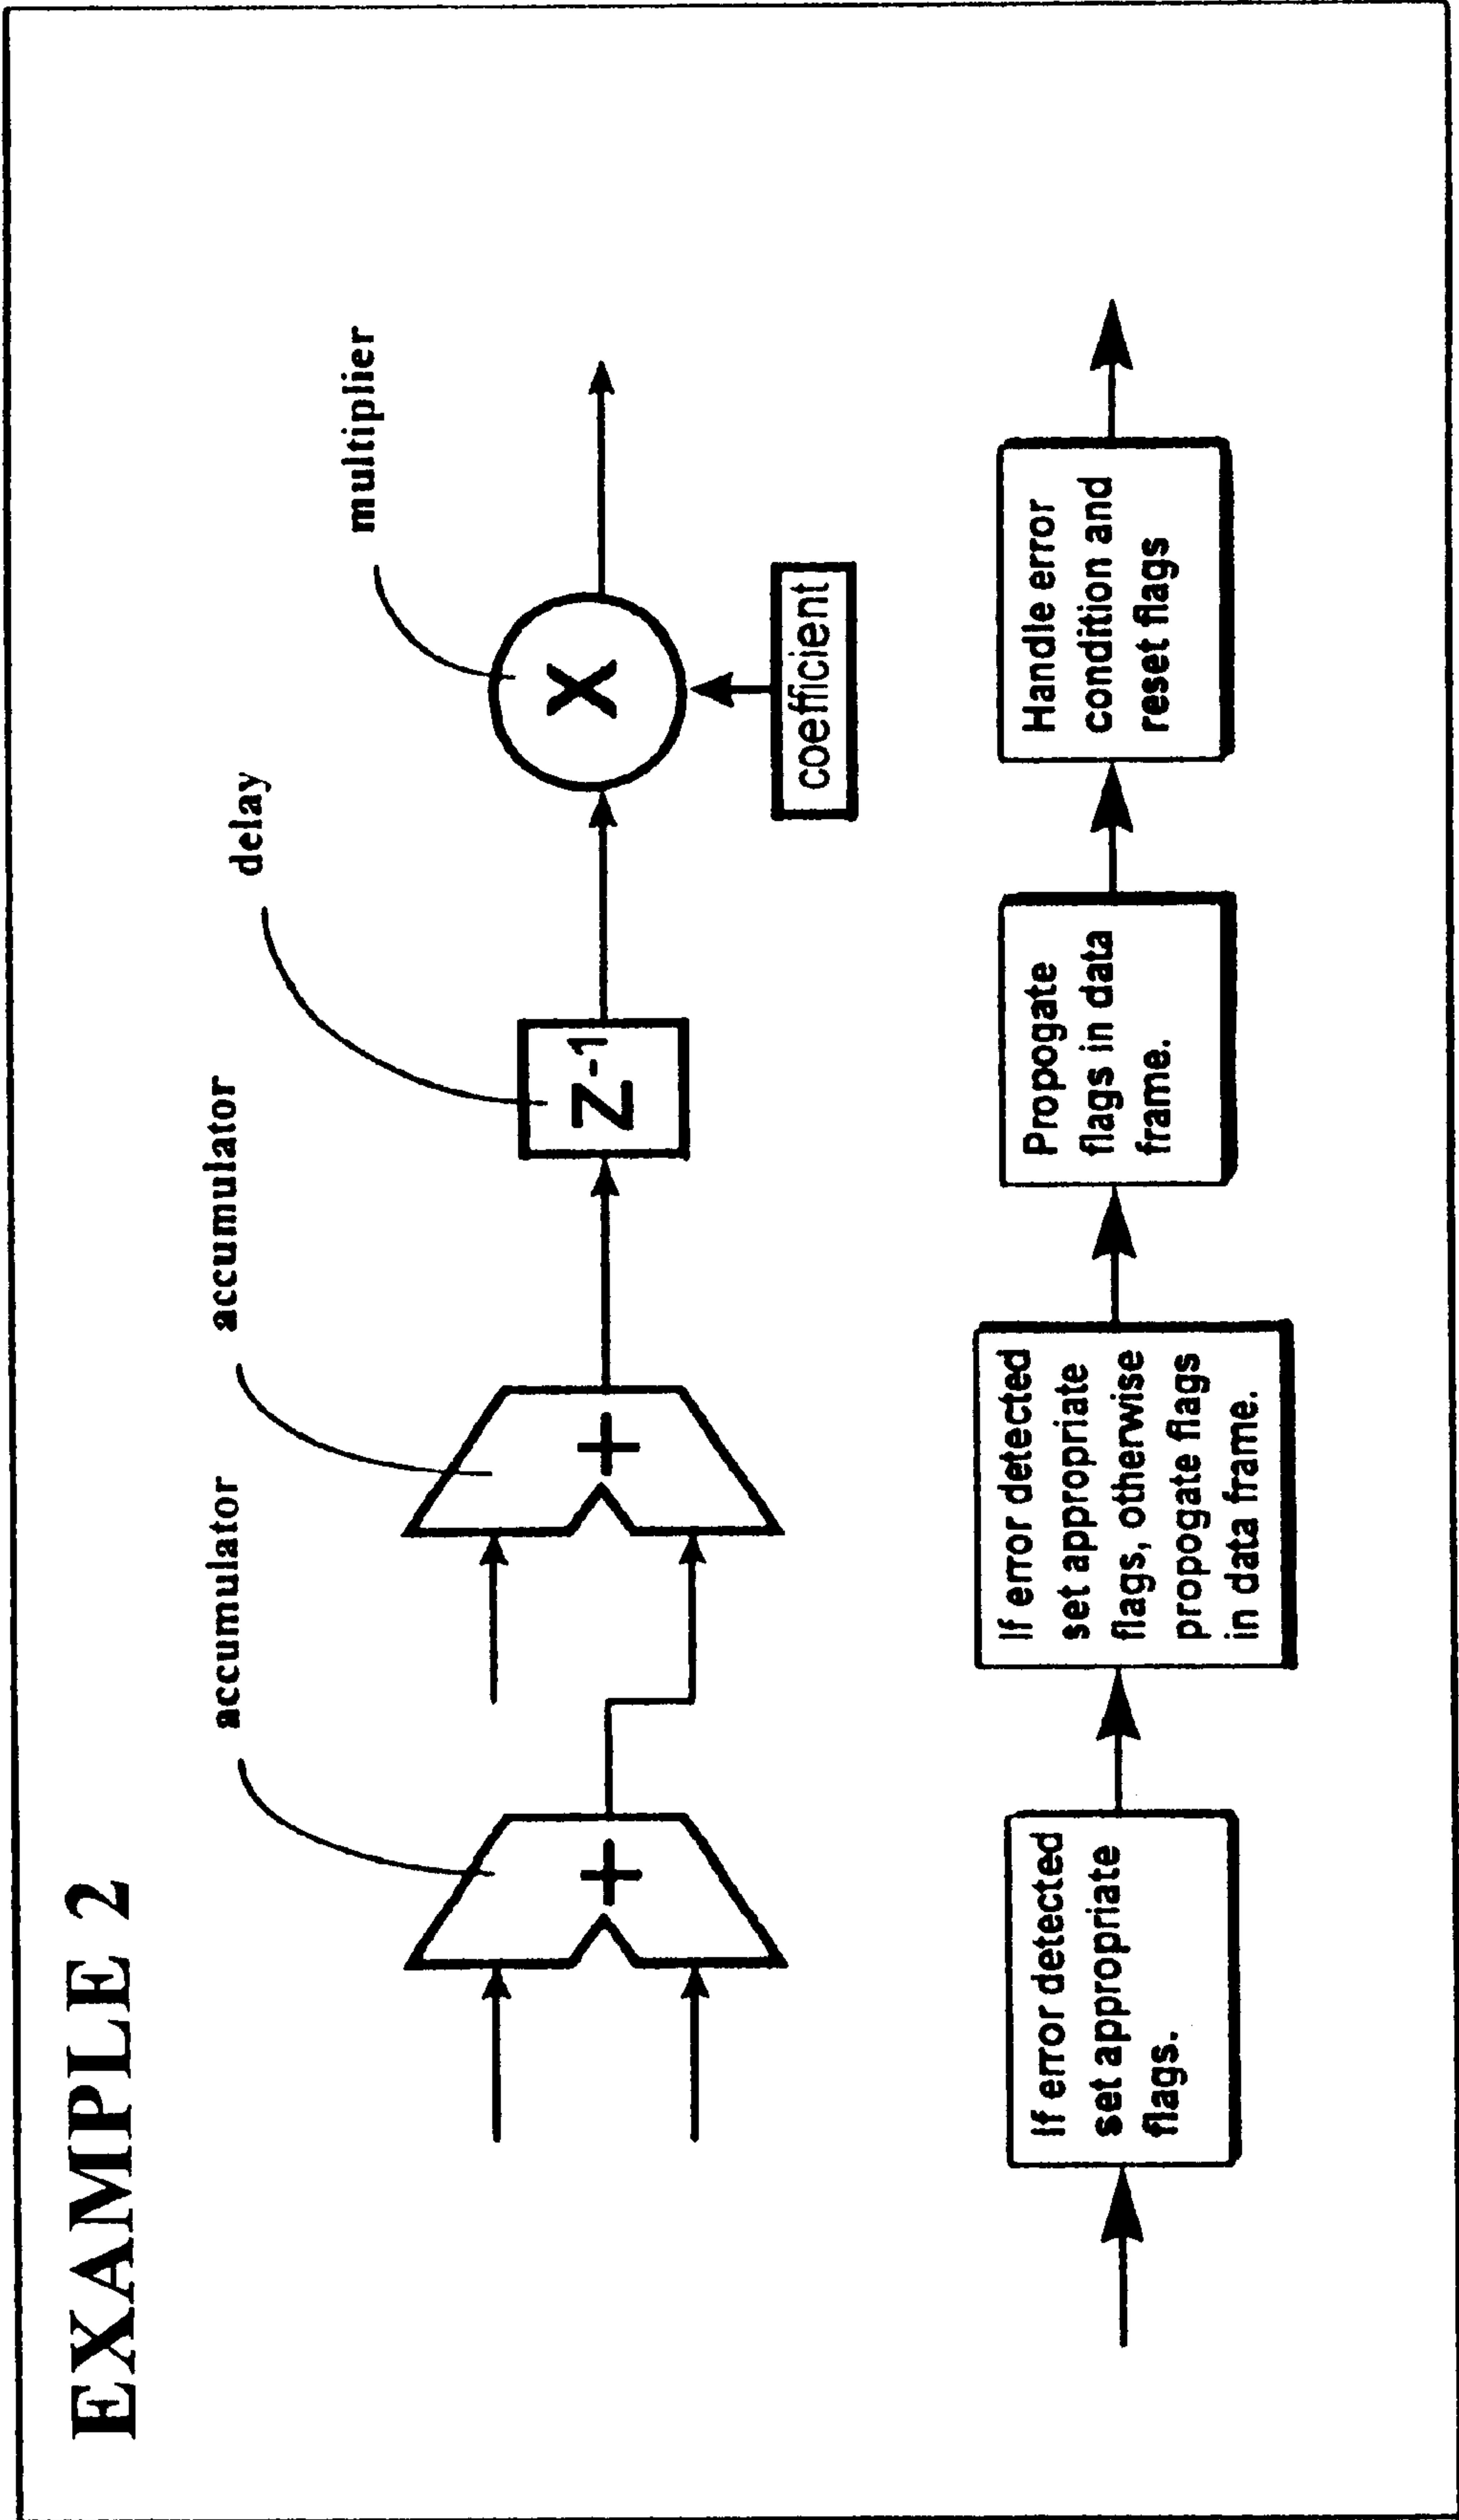 EXAMPLE 2
accumulator
accumulator
delay
multiplier
+
+
Z-1
X
coefficient
If error detected
set appropriate
flags.
If error detected
set appropriate
flags, otherwise
propogate flags
in data frame.
Propogate
flags in data
frame.
Handle error
condition and
reset flags